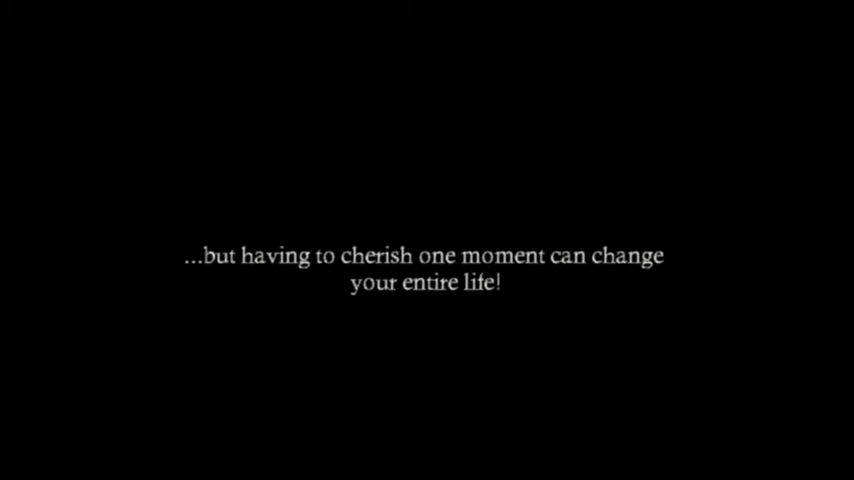 ...but having to cherish one moment can change
your entire life!